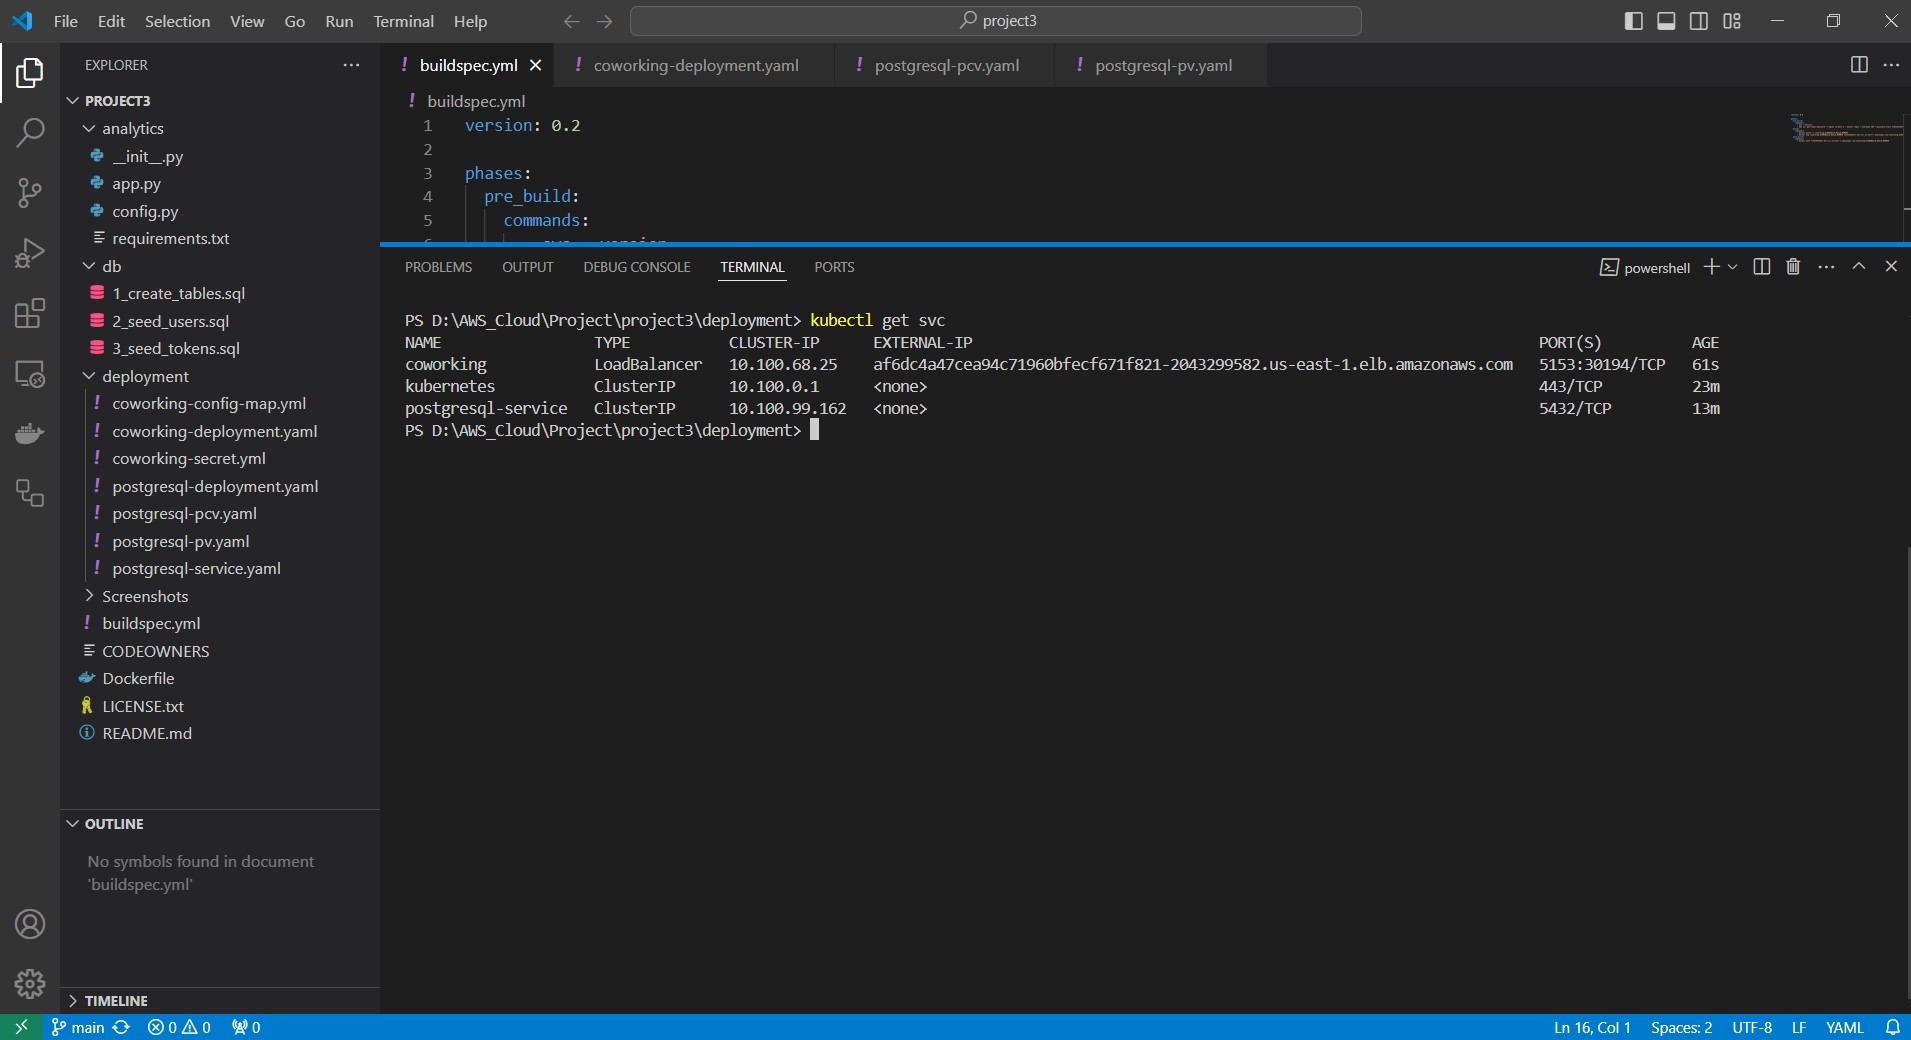 File Edit Selection View Go Run Terminal Help
project3
EXPLORER
PROJECT3
analytics
__init__.py
app.py
config.py
requirements.txt
db
1_create_tables.sql
2_seed_users.sql
3_seed_tokens.sql
deployment
coworking-config-map.yml
coworking-deployment.yaml
coworking-secret.yml
postgresql-deployment.yaml
postgresql-pcv.yaml
postgresql-pv.yaml
postgresql-service.yaml
Screenshots
buildspec.yml
CODEOWNERS
Dockerfile
LICENSE.txt
README.md
OUTLINE
No symbols found in document
'buildspec.yml'
TIMELINE
buildspec.yml coworking-deployment.yaml postgresql-pcv.yaml postgresql-pv.yaml
buildspec.yml
1 version: 0.2
2
3 phases:
4 pre_build:
5 commands:
PROBLEMS OUTPUT DEBUG CONSOLE TERMINAL PORTS powershell
PS D:\AWS_Cloud\Project\project3\deployment> kubectl get svc
NAME TYPE CLUSTER-IP EXTERNAL-IP PORT(S) AGE
coworking LoadBalancer 10.100.68.25 af6dc4a47cea94c71960bfecf671f821-2043299582.us-east-1.elb.amazonaws.com 5153:30194/TCP 61s
kubernetes ClusterIP 10.100.0.1 <none> 443/TCP 23m
postgresql-service ClusterIP 10.100.99.162 <none> 5432/TCP 13m
PS D:\AWS_Cloud\Project\project3\deployment>
main 0 0 0 Ln 16, Col 1 Spaces: 2 UTF-8 LF YAML